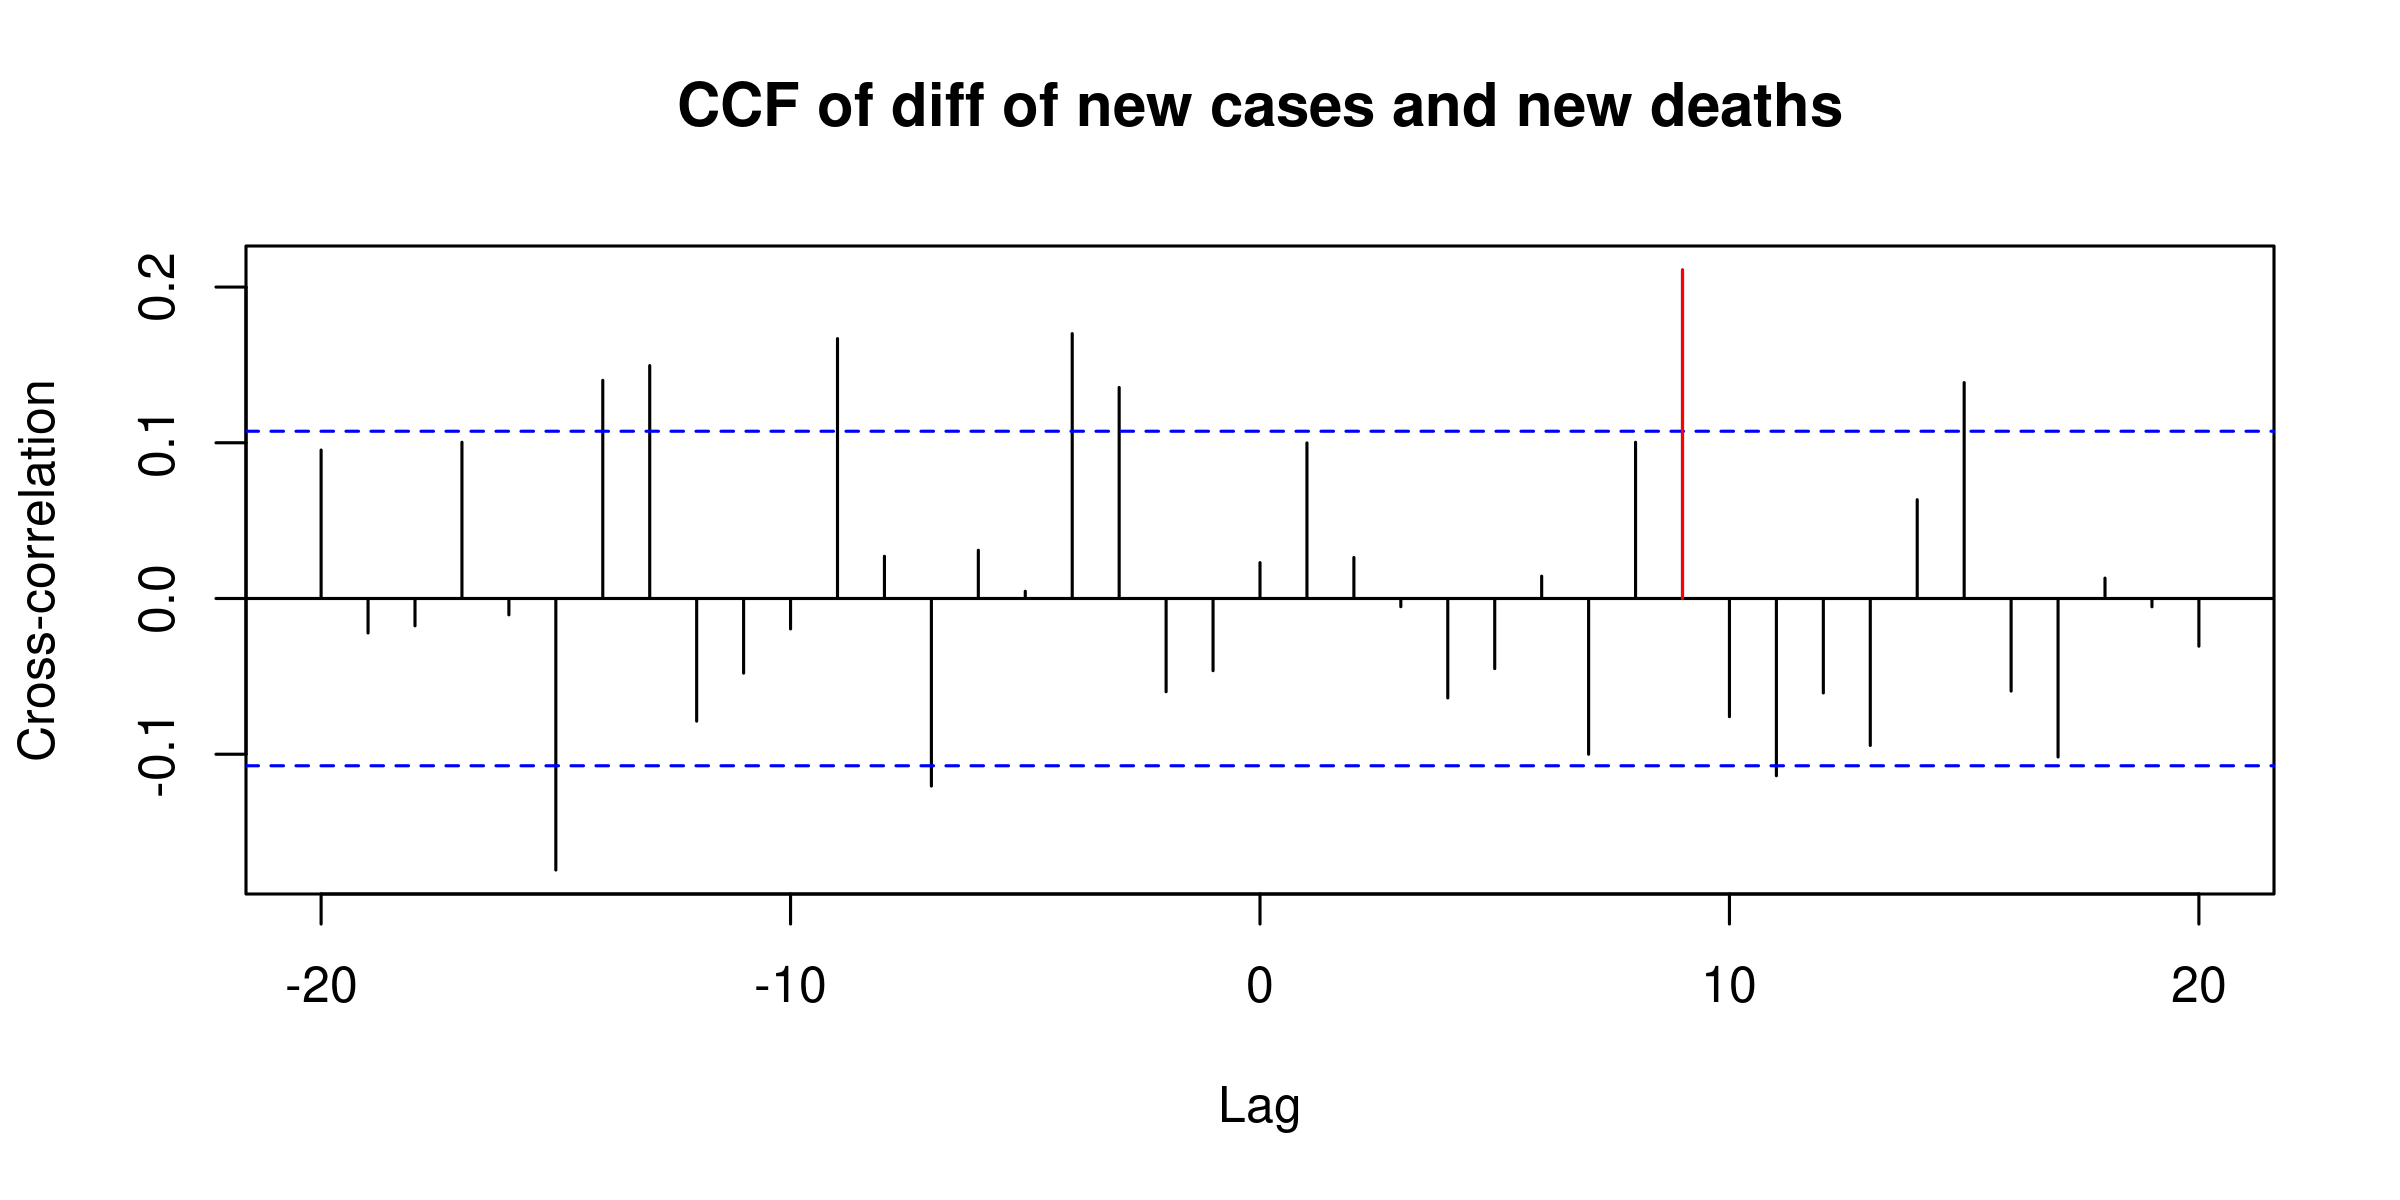 CCF of diff of new cases and new deaths
Cross-correlation
0.2
0.1
0.0
-0.1
-20 -10 0 10 20
Lag